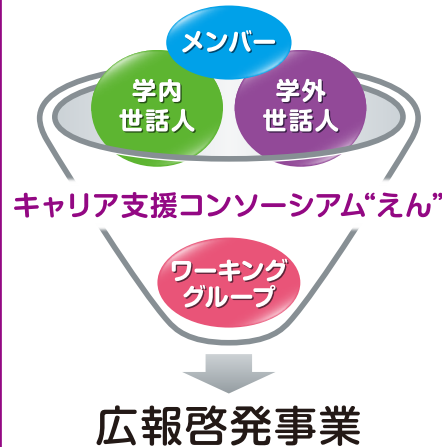 メンバー
学内
世話人
学外
世話人
キャリア支援コンソーシアム“えん”
ワーキング
グループ
広報啓発事業